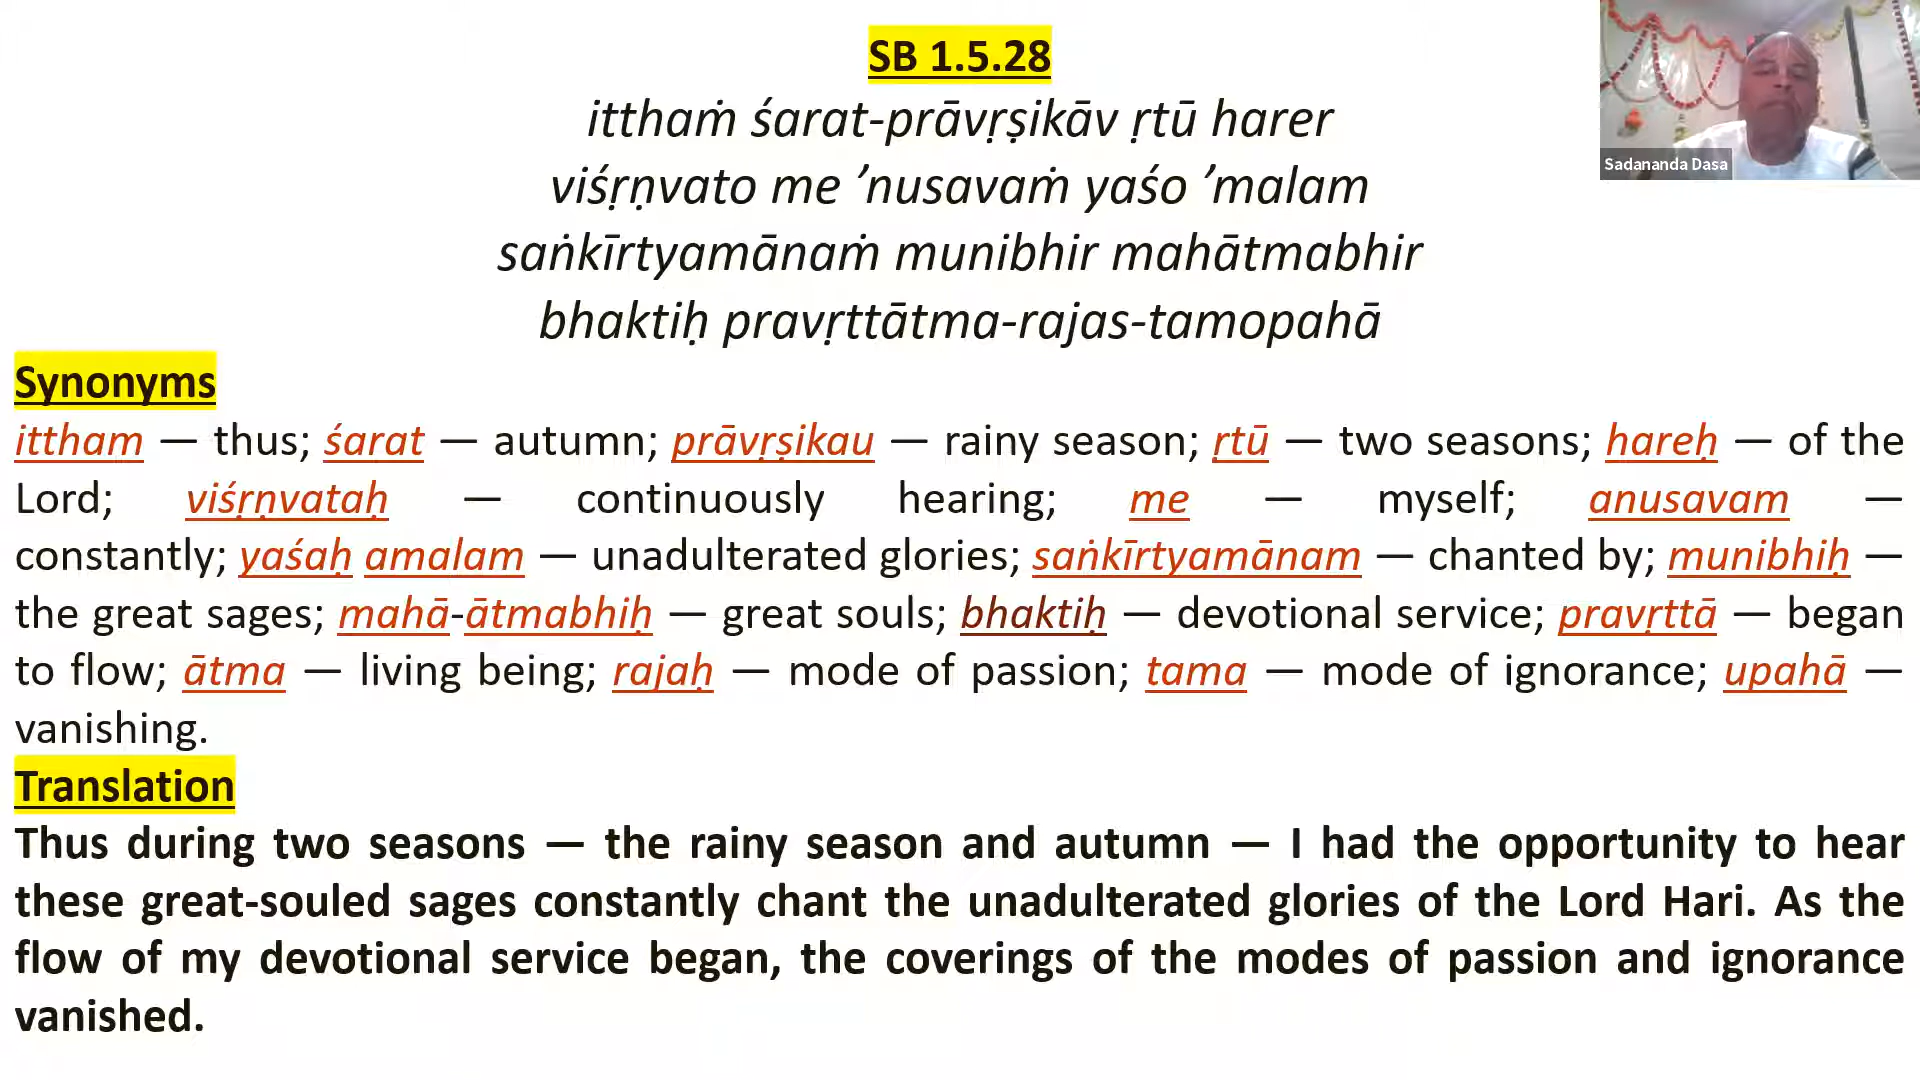 SB 1.5.28
itthaṁ śarat-prāvṛṣikāv ṛtū harer
viśṛṇvato me ’nusavaṁ yaśo ’malam
saṅkīrtyamānaṁ munibhir mahātmabhir
bhaktiḥ pravṛttātma-rajas-tamopahā
Synonyms
ittham — thus; śarat — autumn; prāvṛṣikau — rainy season; ṛtū — two seasons; hareḥ — of the
Lord; viśṛṇvataḥ — continuously hearing; me — myself; anusavam —
constantly; yaśaḥ amalam — unadulterated glories; saṅkīrtyamānam — chanted by; munibhiḥ —
the great sages; mahā-ātmabhiḥ — great souls; bhaktiḥ — devotional service; pravṛttā — began
to flow; ātma — living being; rajaḥ — mode of passion; tama — mode of ignorance; upahā —
vanishing.
Translation
Thus during two seasons — the rainy season and autumn — I had the opportunity to hear
these great-souled sages constantly chant the unadulterated glories of the Lord Hari. As the
flow of my devotional service began, the coverings of the modes of passion and ignorance
vanished.
Sadananda Dasa